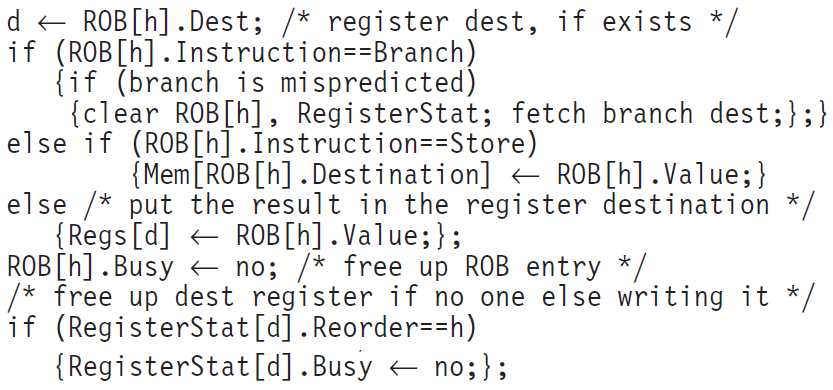 d ← ROB[h].Dest; /* register dest, if exists */
if (ROB[h].Instruction==Branch)
{if (branch is mispredicted)
{clear ROB[h], RegisterStat; fetch branch dest;};}
else if (ROB[h].Instruction==Store)
{Mem[ROB[h].Destination] ← ROB[h].Value;}
else /* put the result in the register destination */
{Regs[d] ← ROB[h].Value;};
ROB[h].Busy ← no; /* free up ROB entry */
/* free up dest register if no one else writing it */
if (RegisterStat[d].Reorder==h)
{RegisterStat[d].Busy ← no;};